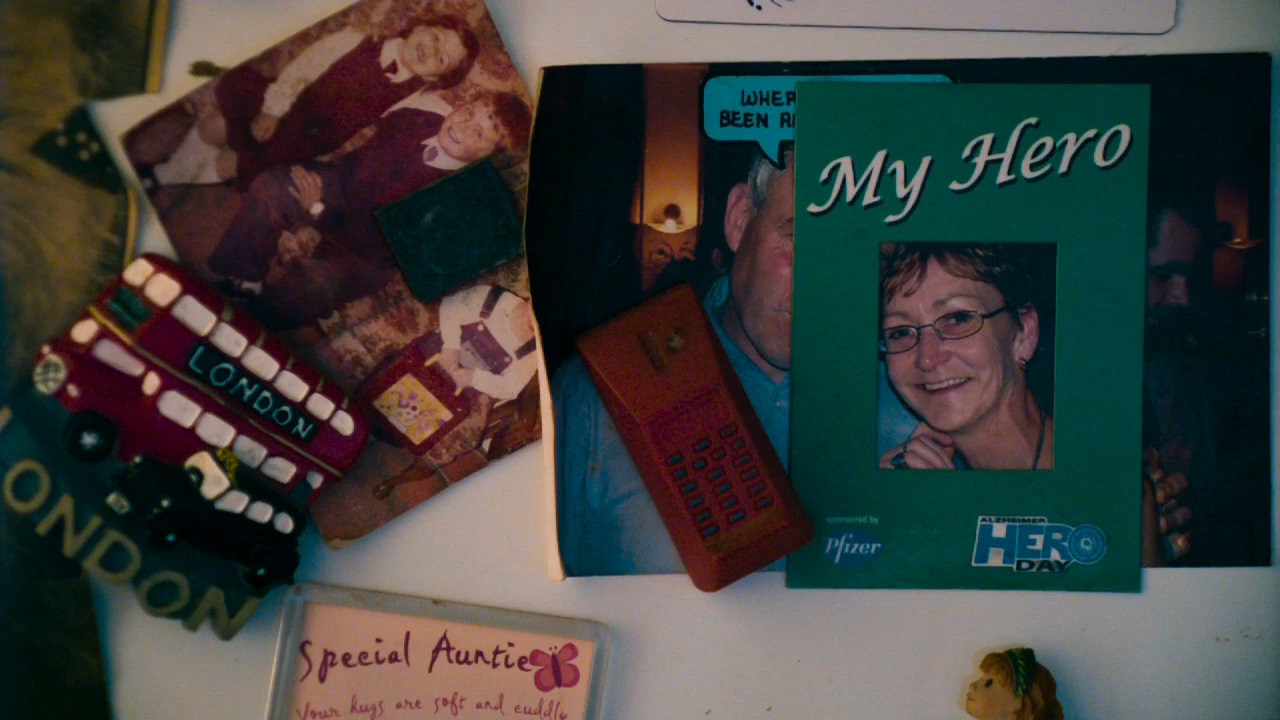 WHER
BEEN A
My Hero
LONDON
LONDON
sponsored by
Pfizer
ALZHEIMER
HERO
DAY
Special Auntie
Your hugs are soft and cuddly